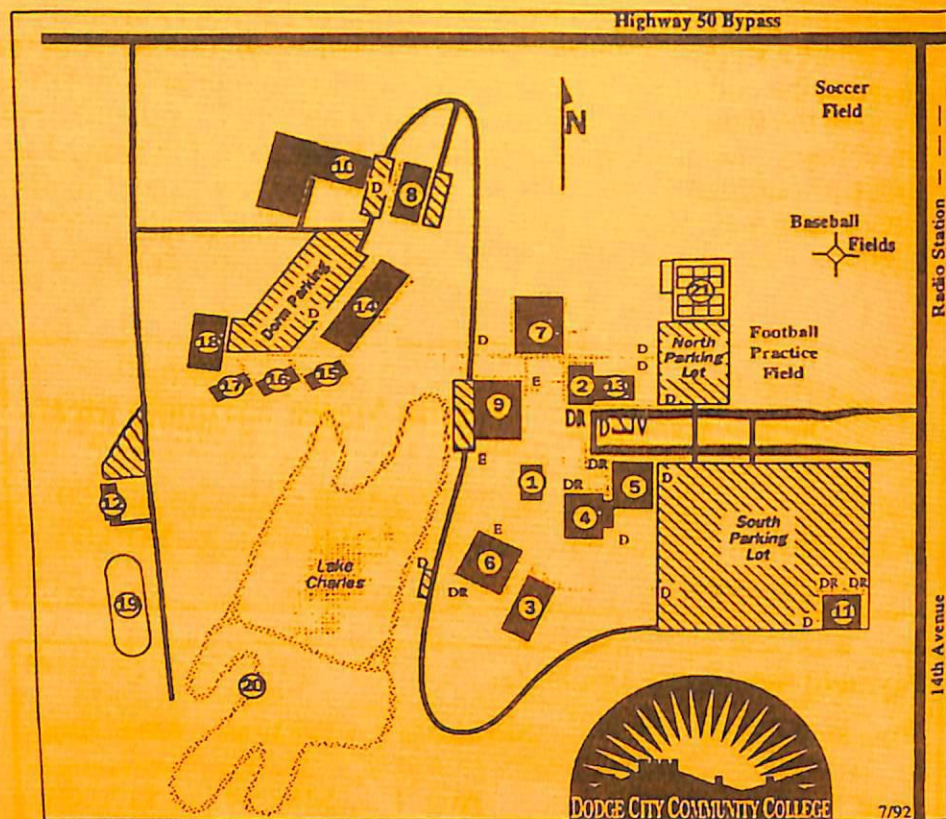 Highway 50 Bypass
Soccer
Field
N
10
D
8
Baseball
Fields
Radio Station
Dorm Parking
D
14
21
18
7
D
D
D
North
Parking
Lot
D
Football
Practice
Field
17
16
15
E
2
13
9
DR
D
E
1
DR
DR
5
D
12
4
D
South
Parking
Lot
E
6
DR
D
Lake
Charles
19
3
D
DR DR
D
11
20
14th Avenue
DODGE CITY COMMUNITY COLLEGE
7/92